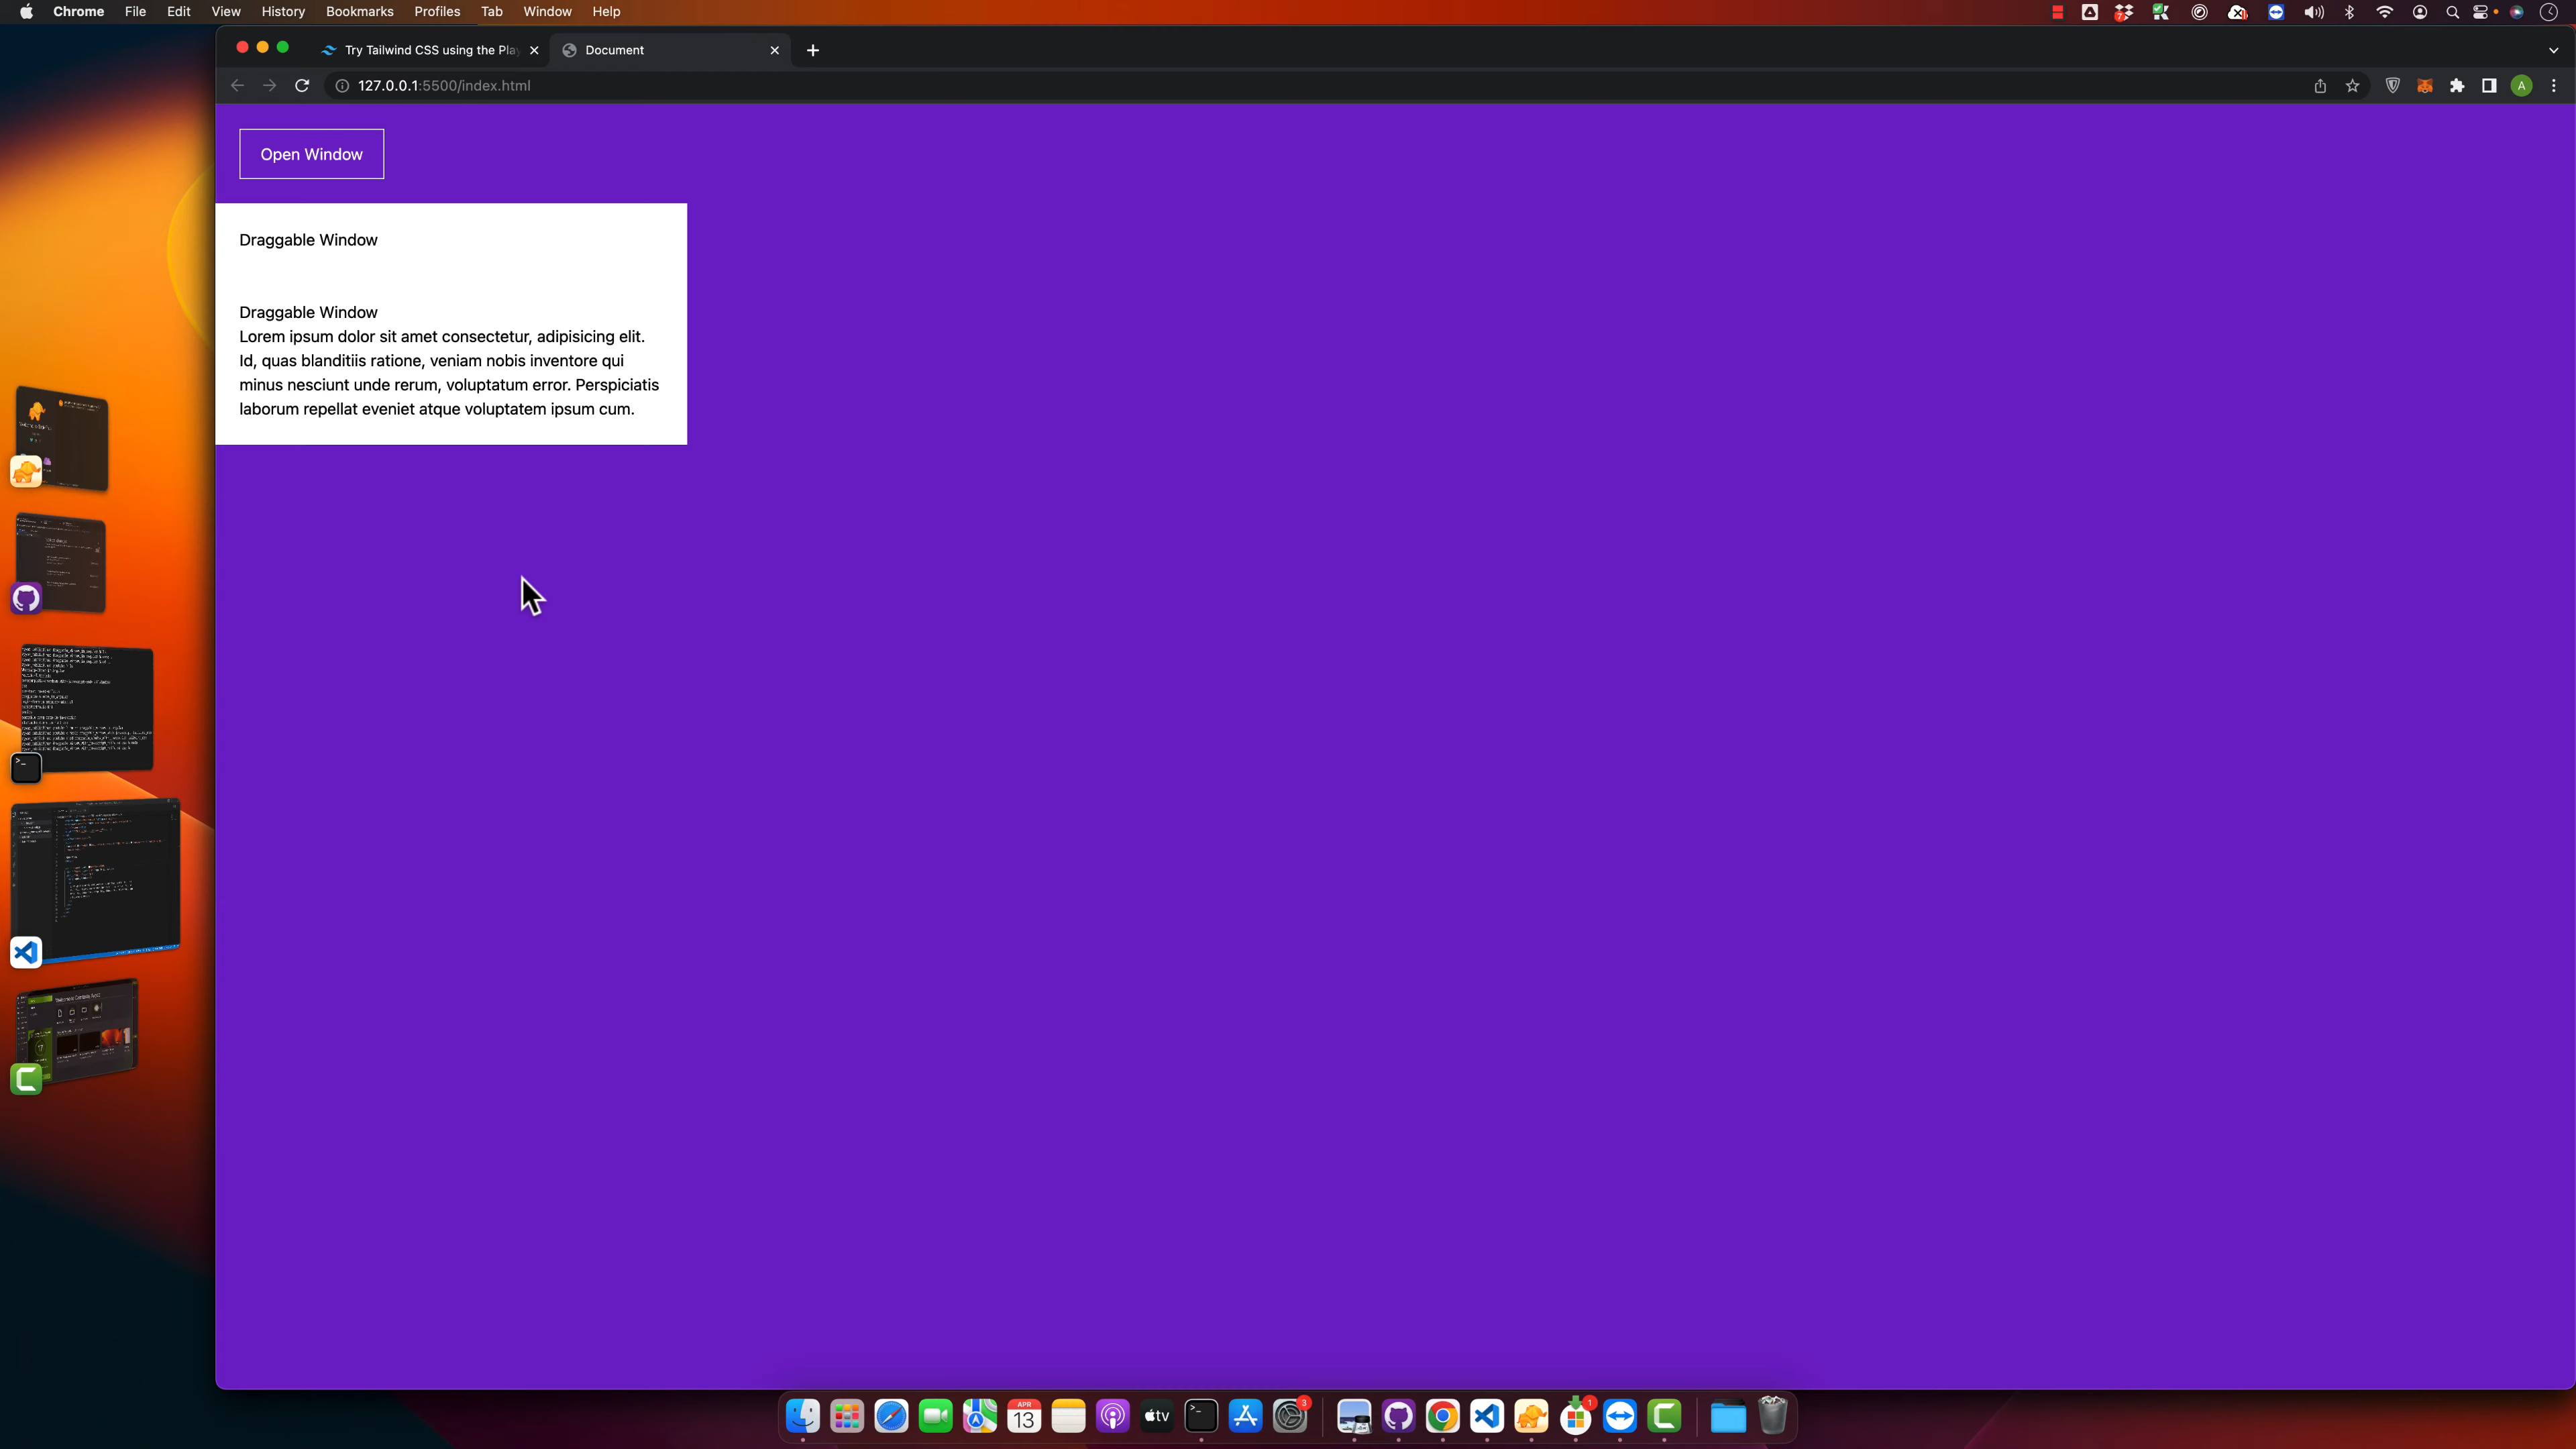 Chrome File Edit View History Bookmarks Profiles Tab Window Help
Try Tailwind CSS using the Play
Document
127.0.0.1:5500/index.html
A
Open Window
Draggable Window
Draggable Window
Lorem ipsum dolor sit amet consectetur, adipisicing elit.
Id, quas blanditiis ratione, veniam nobis inventore qui
minus nesciunt unde rerum, voluptatum error. Perspiciatis
laborum repellat eveniet atque voluptatem ipsum cum.
APR
13
tv
3
1